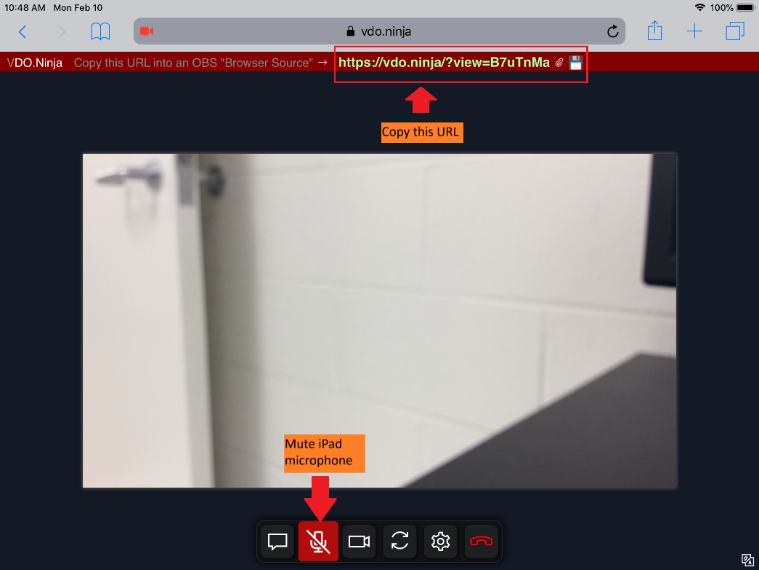 10:48 AM Mon Feb 10 100%
vdo.ninja
VDO.Ninja Copy this URL into an OBS "Browser Source" → https://vdo.ninja/?view=B7uTnMa
Copy this URL
Mute iPad
microphone